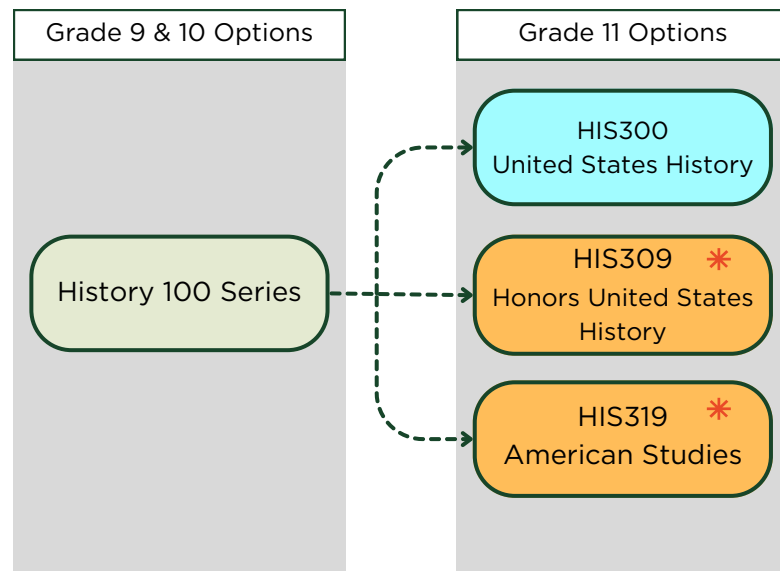 Grade 9 & 10 Options
Grade 11 Options
History 100 Series
HIS300
United States History
HIS309
Honors United States
History
HIS319
American Studies